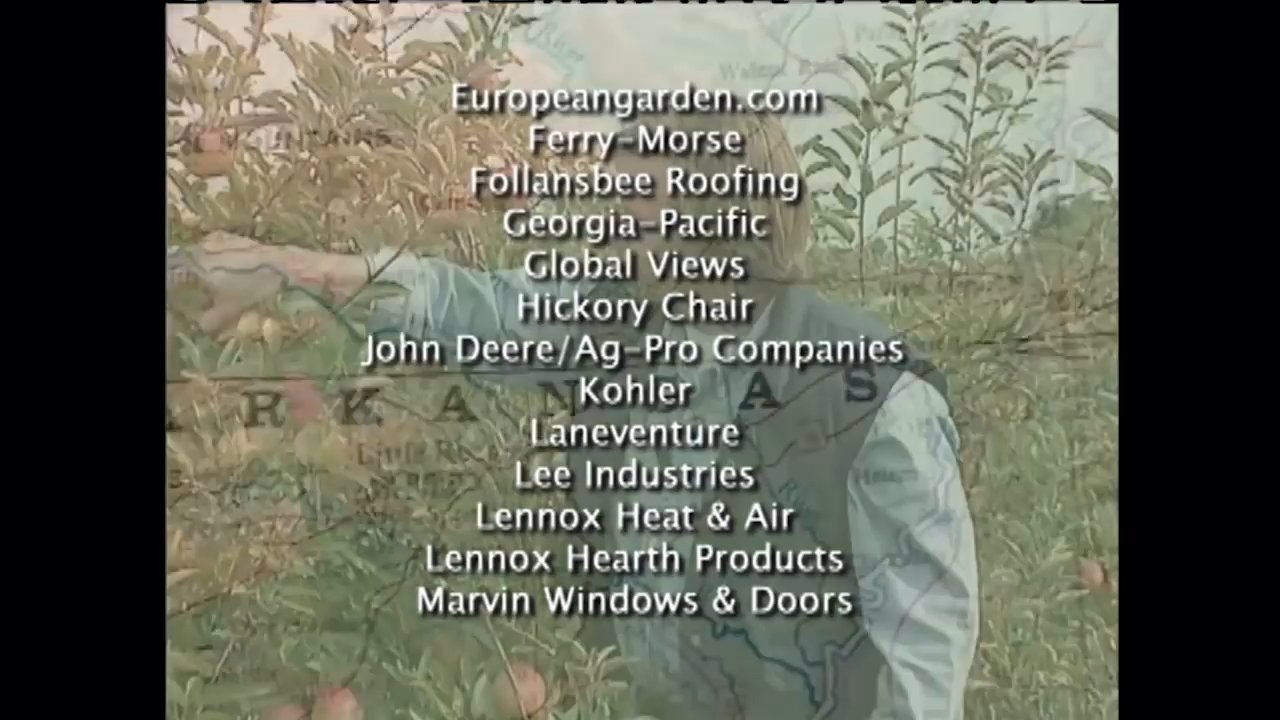 Europeangarden.com
Ferry-Morse
Follansbee Roofing
Georgia-Pacific
Global Views
Hickory Chair
John Deere/Ag-Pro Companies
Kohler
ARKANSAS
Laneventure
Lee Industries
Lennox Heat & Air
Lennox Hearth Products
Marvin Windows & Doors